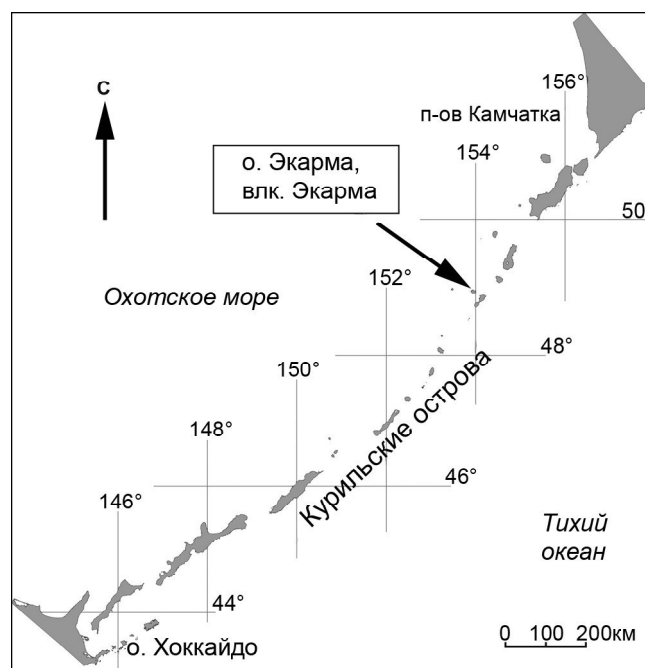 С
156°
п-ов Камчатка
154°
о. Экарма,
влк. Экарма
50
152°
Охотское море
48°
150°
Курильские острова
148°
46°
146°
Тихий
океан
44°
о. Хоккайдо
0 100 200км